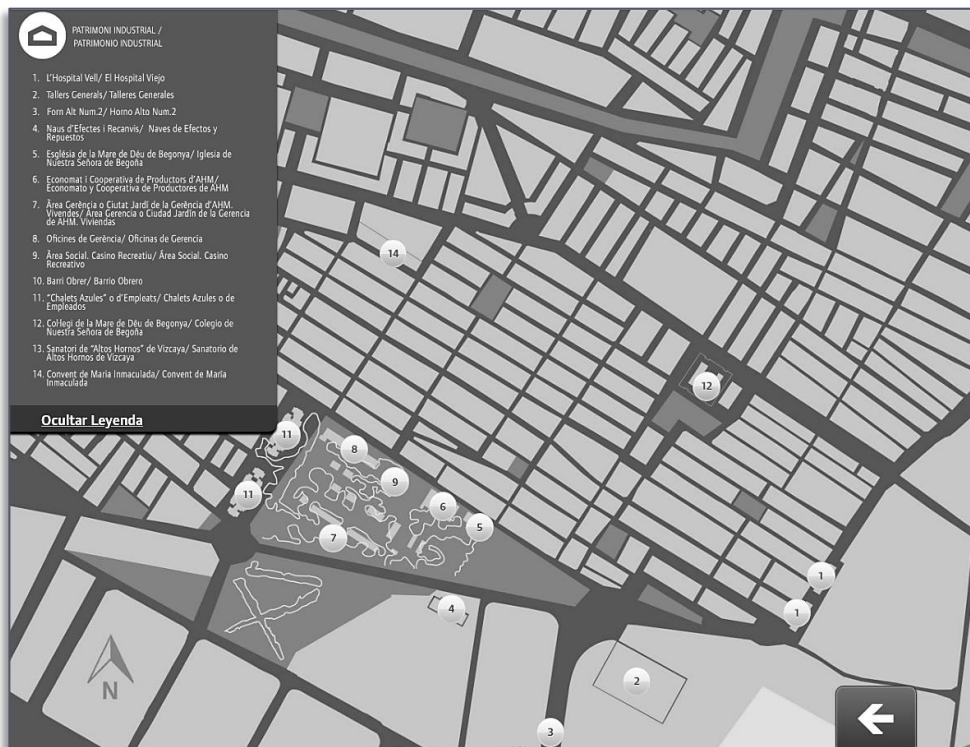 PATRIMONI INDUSTRIAL /
PATRIMONIO INDUSTRIAL
1. L'Hospital Vell/ El Hospital Viejo
2. Tallers Generals/ Talleres Generales
3. Forn Alt Num.2/ Horno Alto Num.2
4. Naus d'Efectes i Recanvis/ Naves de Efectos y
Repuestos
5. Església de la Mare de Déu de Begonya/ Iglesia de
Nuestra Señora de Begoña
6. Economat i Cooperativa de Productors d'AHM/
Economato y Cooperativa de Productores de AHM
7. Àrea Gerència o Ciutat Jardí de la Gerència d'AHM.
Vivendes/ Área Gerencia o Ciudad Jardín de la Gerencia
de AHM. Viviendas
8. Oficines de Gerència/ Oficinas de Gerencia
9. Àrea Social. Casino Recreatiu/ Área Social. Casino
Recreativo
10. Barri Obrer/ Barrio Obrero
11. "Chalets Azules" o d'Empleats/ Chalets Azules o de
Empleados
12. Col·legi de la Mare de Déu de Begonya/ Colegio de
Nuestra Señora de Begoña
13. Sanatori de "Altos Hornos" de Vizcaya/ Sanatorio de
Altos Hornos de Vizcaya
14. Convent de Maria Inmaculada/ Convent de María
Inmaculada
Ocultar Leyenda
14
12
11
8
9
11
6
5
7
1
4
1
2
N
3